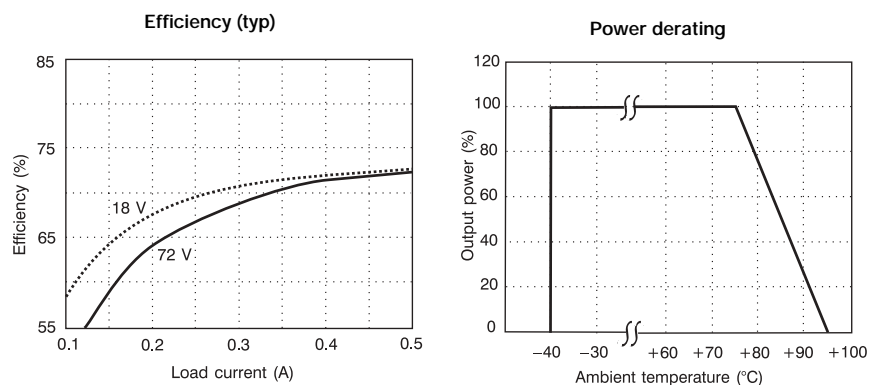 Efficiency (typ)
85
75
65
55
Efficiency (%)
18 V
72 V
0.1
0.2
0.3
0.4
0.5
Load current (A)
Power derating
120
100
80
60
40
20
0
Output power (%)
−40
−30
+60
+70
+80
+90
+100
Ambient temperature (°C)